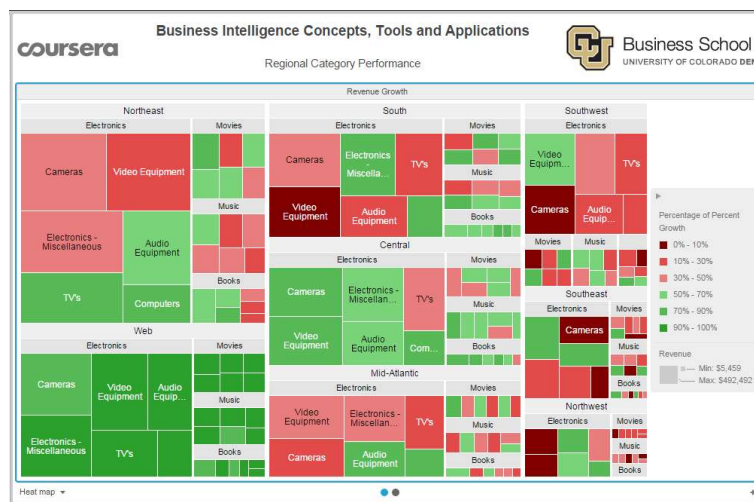 coursera
Business Intelligence Concepts, Tools and Applications
Regional Category Performance
CU
Business School
UNIVERSITY OF COLORADO DEN
Revenue Growth
Northeast
Electronics
Movies
Cameras
Video Equipment
Music
Electronics -
Miscellaneous
Audio
Equipment
Books
TV's
Computers
Web
Electronics
Movies
Cameras
Video
Equipment
Audio
Equip...
Music
Electronics -
Miscellaneous
TV's
Books
South
Electronics
Movies
Cameras
Electronics
-
Miscella...
TV's
Music
Video
Equipment
Audio
Equipment
Books
Central
Electronics
Movies
Cameras
Electronics -
Miscellan...
TV's
Music
Video
Equipment
Audio
Equipment
Com...
Books
Mid-Atlantic
Electronics
Movies
Video
Equipment
Electronics -
Miscellan...
TV's
Music
Cameras
Audio
Equipment
Books
Southwest
Electronics
Video
Equipm...
TV's
Cameras
Audio
Equip...
Movies
Music
Southeast
Electronics
Movies
Cameras
Music
Books
Northwest
Electronics
Movies
Music
Books
Percentage of Percent
Growth
0% - 10%
10% - 30%
30% - 50%
50% - 70%
70% - 90%
90% - 100%
Revenue
Min: $5,459
Max: $492,492
Heat map